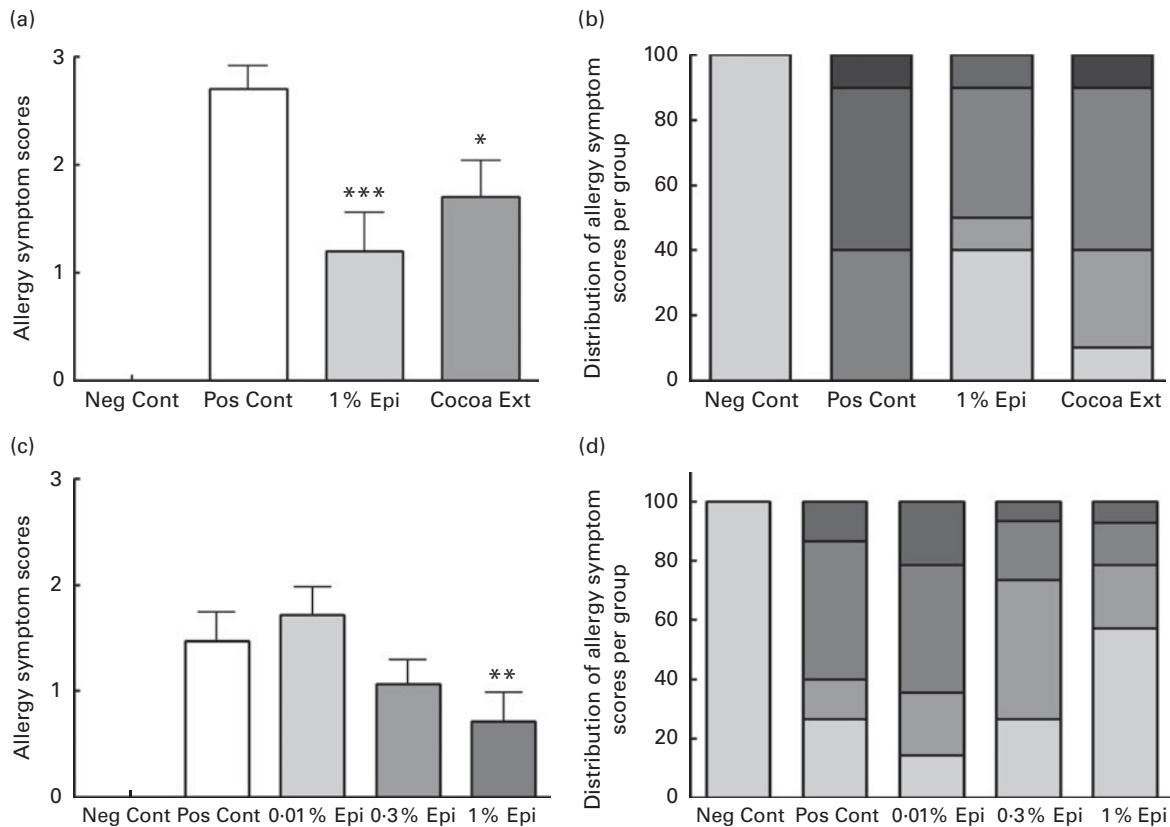 (a)
Allergy symptom scores
3
2
1
0
***
*
Neg Cont Pos Cont 1% Epi Cocoa Ext
(b)
Distribution of allergy symptom
scores per group
100
80
60
40
20
0
Neg Cont Pos Cont 1% Epi Cocoa Ext
(c)
Allergy symptom scores
3
2
1
0
**
Neg Cont Pos Cont 0·01% Epi 0·3% Epi 1% Epi
(d)
Distribution of allergy symptom
scores per group
100
80
60
40
20
0
Neg Cont Pos Cont 0·01% Epi 0·3% Epi 1% Epi